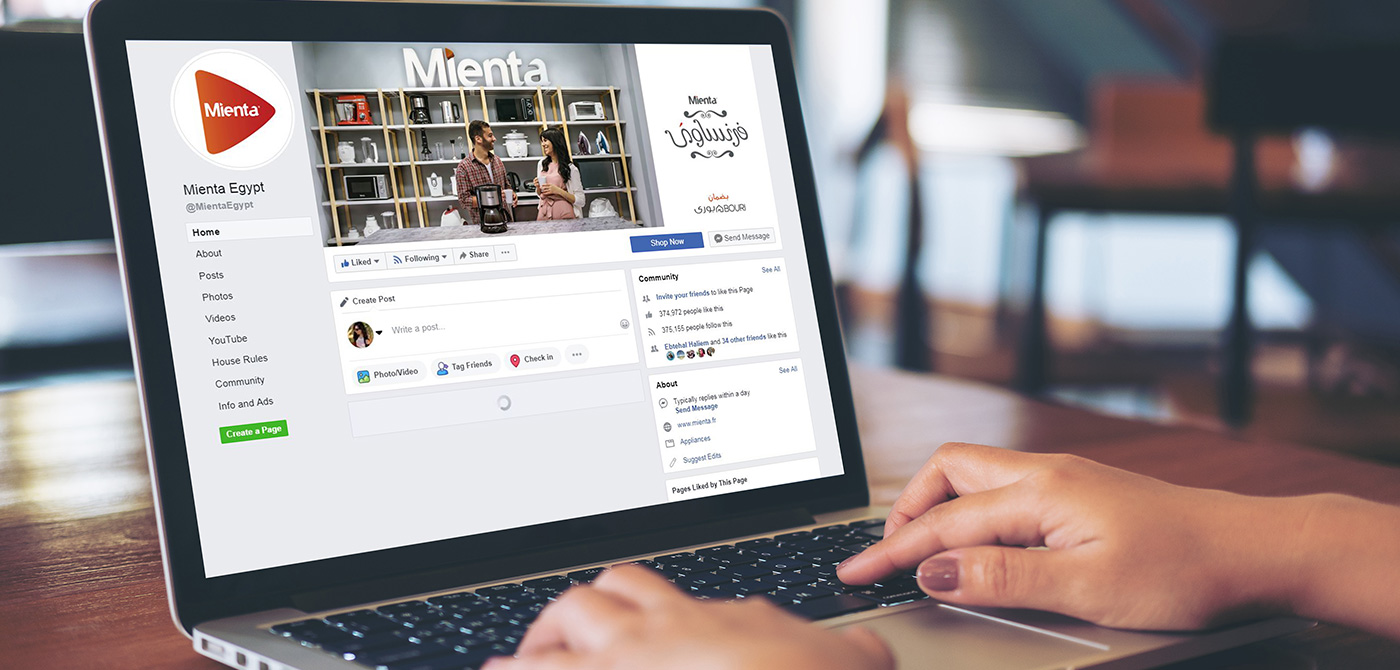 Mienta
Mienta Egypt
@MientaEgypt
Home
About
Posts
Photos
Videos
YouTube
House Rules
Community
Info and Ads
Create a Page
Mienta
Mienta
فرنساوي
بضمان
Liked
Following
Share
Shop Now
Send Message
Create Post
Write a post...
Photo/Video
Tag Friends
Check in
Community
See All
Invite your friends to like this Page
374,972 people like this
375,155 people follow this
Ebtehal Haliem and 34 other friends like this
About
See All
Typically replies within a day
Send Message
www.mienta.fr
Appliances
Suggest Edits
Pages Liked by This Page